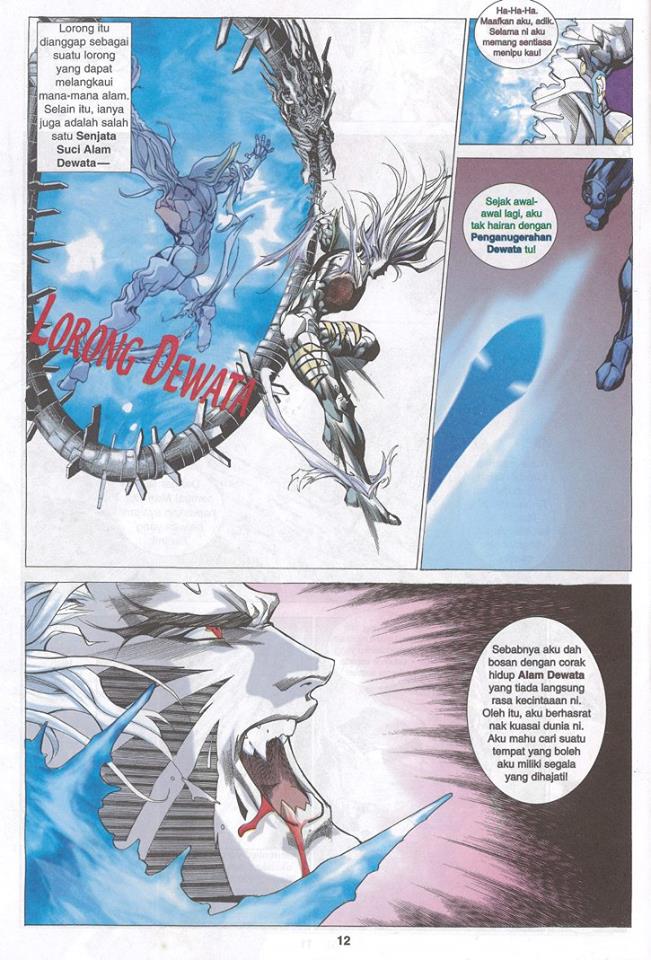 Lorong itu
dianggap sebagai
suatu lorong
yang dapat
melangkaui
mana-mana alam.
Selain itu, ianya
juga adalah salah
satu Senjata
Suci Alam
Dewata—
LORONG DEWATA
Ha-Ha-Ha.
Maafkan aku, adik.
Selama ni aku
memang sentiasa
menipu kau!
Sejak awal-
awal lagi, aku
tak hairan dengan
Penganugerahan
Dewata tu!
Sebabnya aku dah
bosan dengan corak
hidup Alam Dewata
yang tiada langsung
rasa kecintaaan ni.
Oleh itu, aku berhasrat
nak kuasai dunia ni.
Aku mahu cari suatu
tempat yang boleh
aku miliki segala
yang dihajati!
12